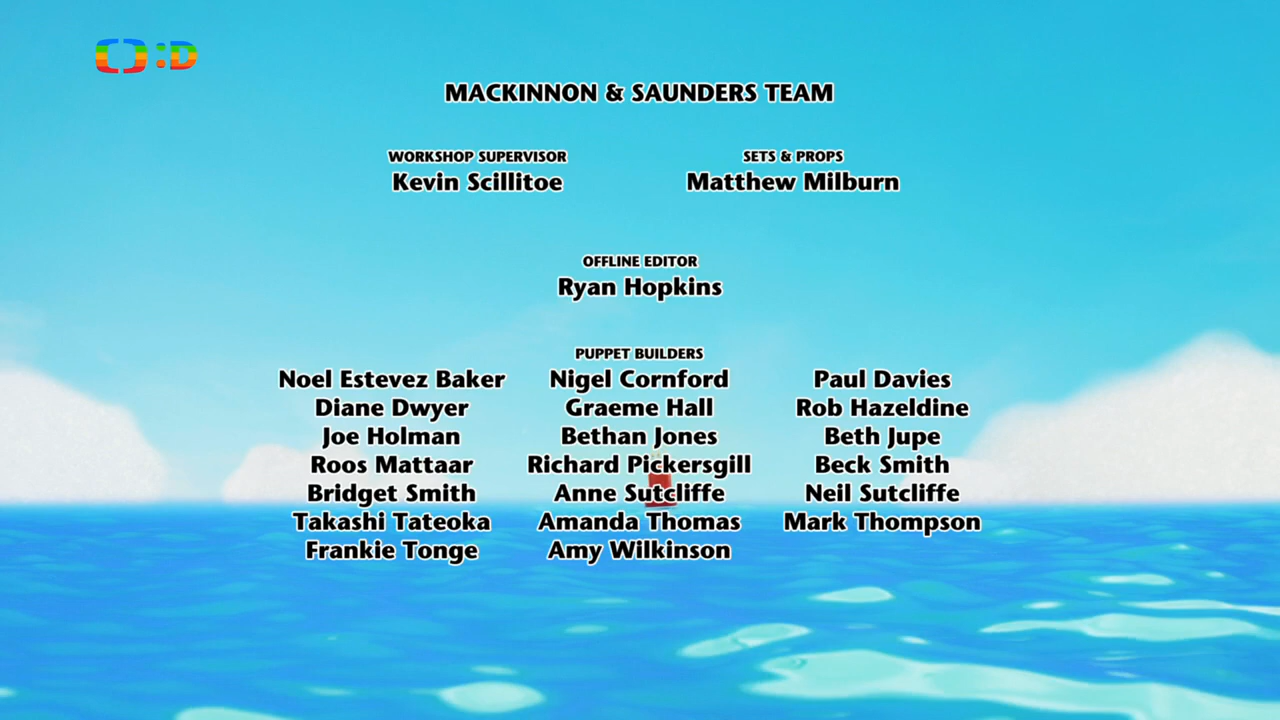 :D
MACKINNON & SAUNDERS TEAM
WORKSHOP SUPERVISOR
Kevin Scillitoe
SETS & PROPS
Matthew Milburn
OFFLINE EDITOR
Ryan Hopkins
PUPPET BUILDERS
Noel Estevez Baker Nigel Cornford Paul Davies
Diane Dwyer Graeme Hall Rob Hazeldine
Joe Holman Bethan Jones Beth Jupe
Roos Mattaar Richard Pickersgill Beck Smith
Bridget Smith Anne Sutcliffe Neil Sutcliffe
Takashi Tateoka Amanda Thomas Mark Thompson
Frankie Tonge Amy Wilkinson